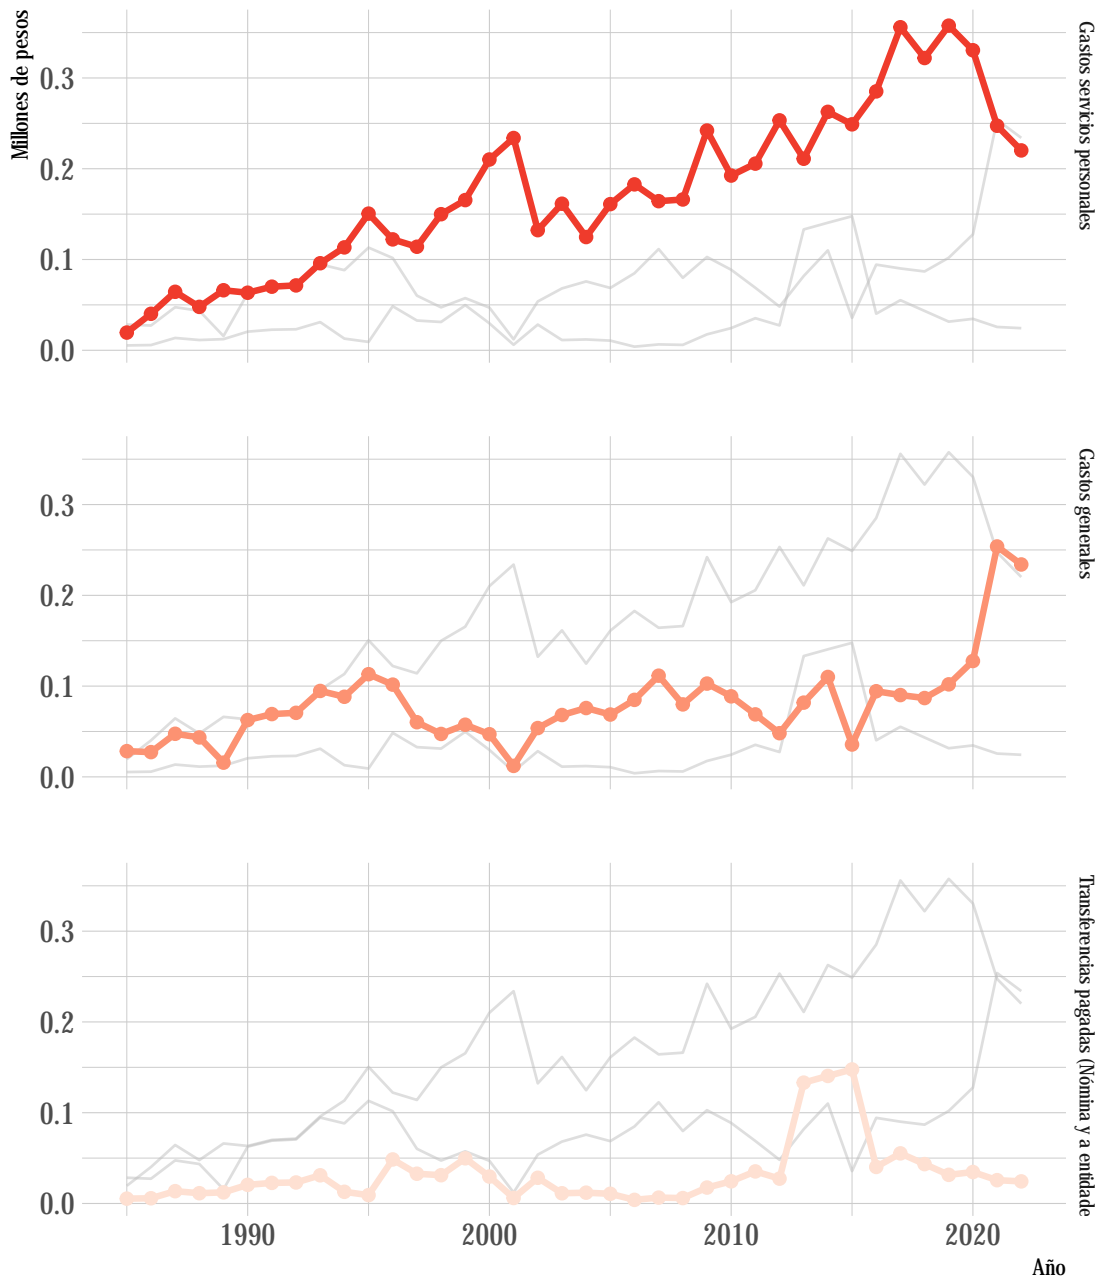 Millones de pesos
Gastos servicios personales
0.3
0.2
0.1
0.0
Gastos generales
0.3
0.2
0.1
0.0
Transferencias pagadas (Nómina y a entidade
0.3
0.2
0.1
0.0
1990 2000 2010 2020
Año